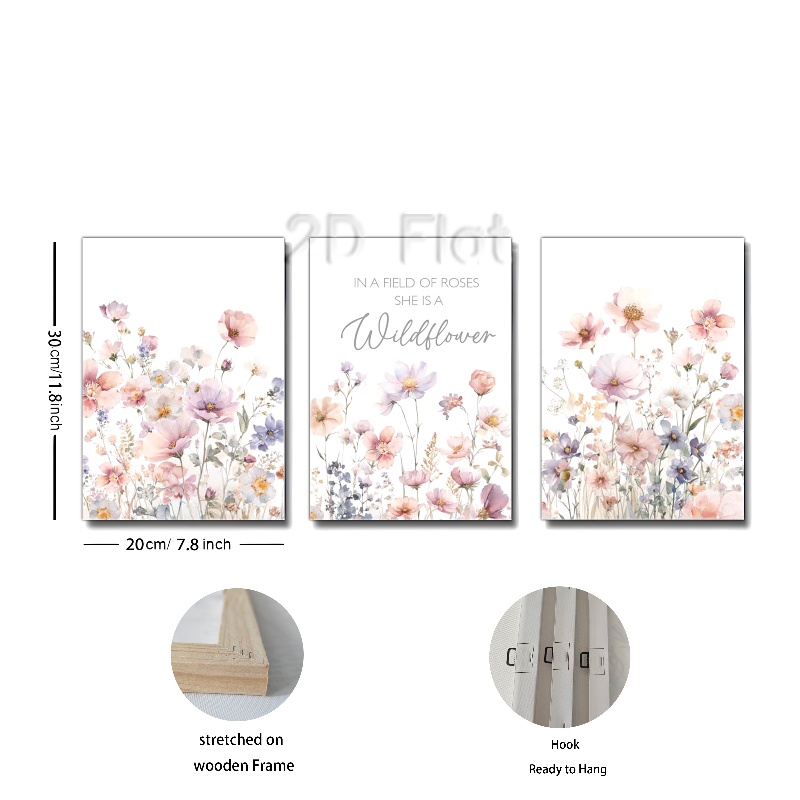 2D Flat
IN A FIELD OF ROSES
SHE IS A
Wildflower
30cm/11.8inch
20cm/ 7.8 inch
stretched on
wooden Frame
Hook
Ready to Hang